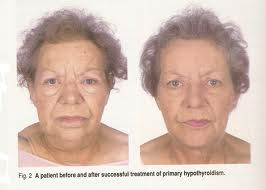 Fig. 2 A patient before and after successful treatment of primary hypothyroidism.